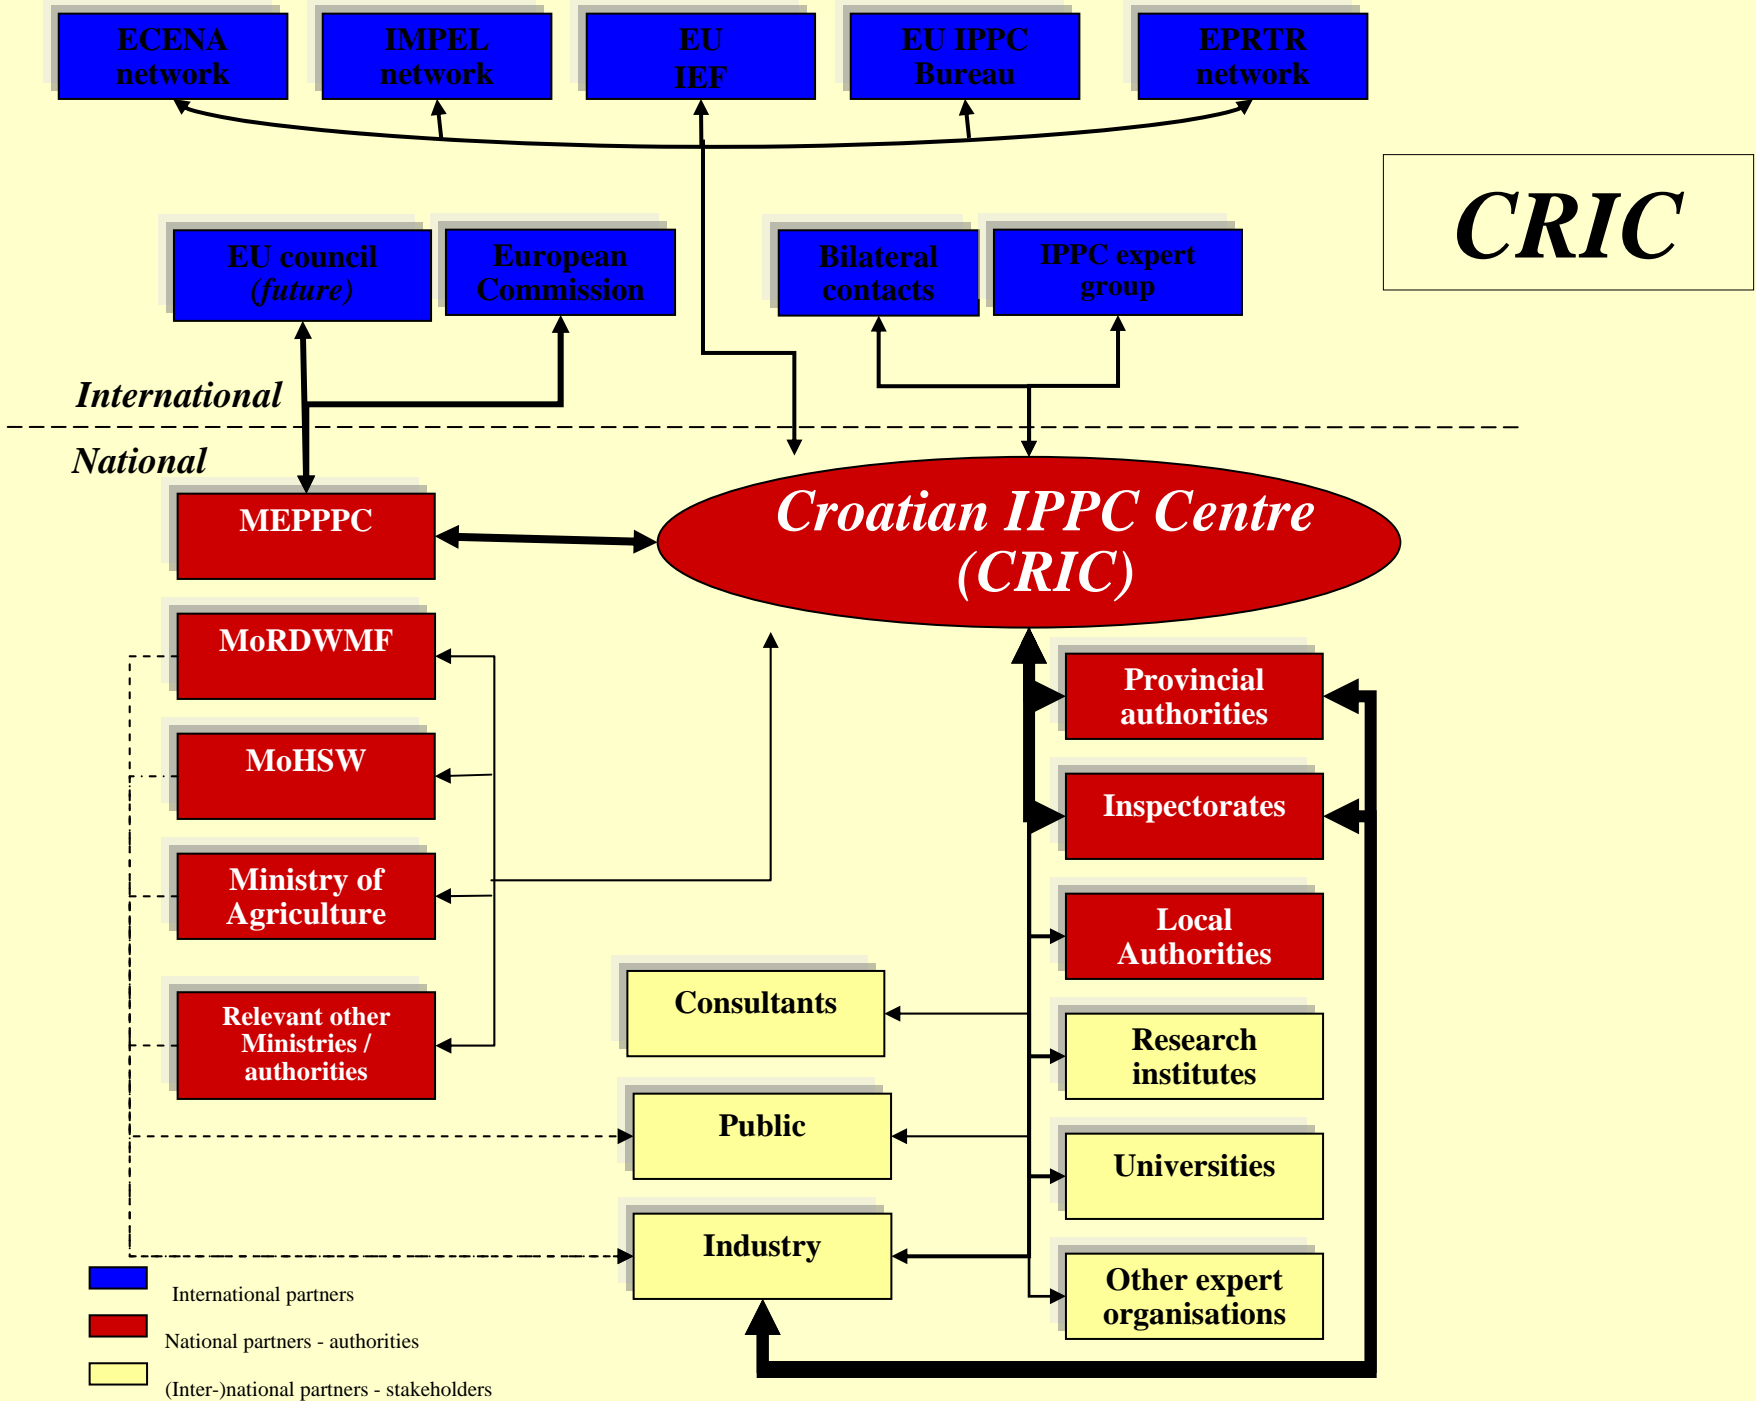 ECENA
network
IMPEL
network
EU
IEF
EU IPPC
Bureau
EPRTR
network
CRIC
EU council
(future)
European
Commission
Bilateral
contacts
IPPC expert
group
International
National
MEPPPC
Croatian IPPC Centre
(CRIC)
MoRDWMF
MoHSW
Ministry of
Agriculture
Relevant other
Ministries /
authorities
Provincial
authorities
Inspectorates
Local
Authorities
Consultants
Research
institutes
Public
Universities
Industry
Other expert
organisations
International partners
National partners - authorities
(Inter-)national partners - stakeholders